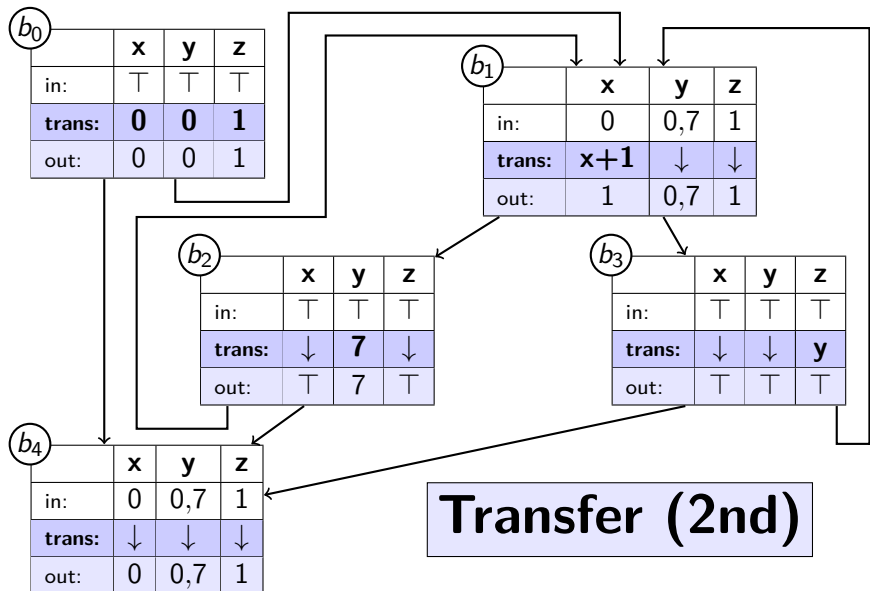 b0
x y z
in: ⊤ ⊤ ⊤
trans: 0 0 1
out: 0 0 1
b1
x y z
in: 0 0,7 1
trans: x+1 ↓ ↓
out: 1 0,7 1
b2
x y z
in: ⊤ ⊤ ⊤
trans: ↓ 7 ↓
out: ⊤ 7 ⊤
b3
x y z
in: ⊤ ⊤ ⊤
trans: ↓ ↓ y
out: ⊤ ⊤ ⊤
b4
x y z
in: 0 0,7 1
trans: ↓ ↓ ↓
out: 0 0,7 1
Transfer (2nd)